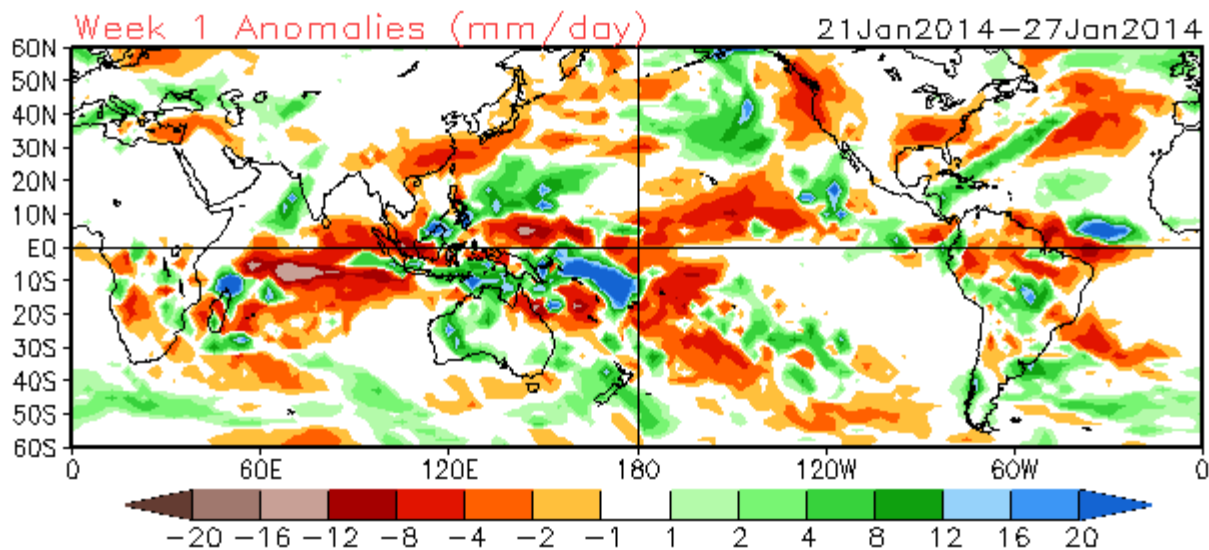 Week 1 Anomalies (mm/day) 21Jan2014−27Jan2014
60N
50N
40N
30N
20N
10N
EQ
10S
20S
30S
40S
50S
60S
0 60E 120E 180 120W 60W 0
−20 −16 −12 −8 −4 −2 −1 1 2 4 8 12 16 20